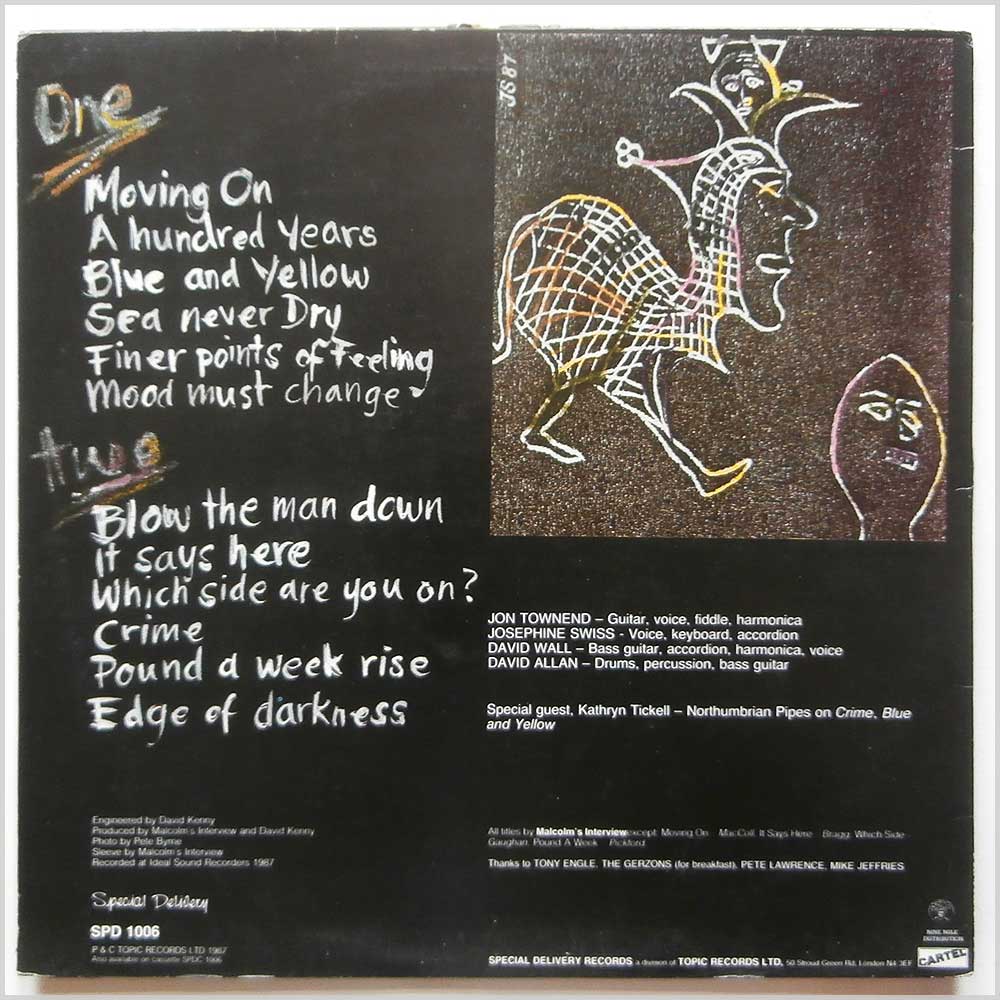 One
Moving On
A hundred Years
Blue and Yellow
Sea never Dry
Finer points of Feeling
Mood must change
two
Blow the man down
It says here
Which side are you on?
Crime
Pound a week rise
Edge of darkness
JS 87
JON TOWNEND – Guitar, voice, fiddle, harmonica
JOSEPHINE SWISS - Voice, keyboard, accordion
DAVID WALL – Bass guitar, accordion, harmonica, voice
DAVID ALLAN – Drums, percussion, bass guitar
Special guest, Kathryn Tickell – Northumbrian Pipes on Crime, Blue
and Yellow
Engineered by David Kenny
Produced by Malcolm's Interview and David Kenny
Photo by Pete Byrne
Sleeve by Malcolm's Interview
Recorded at Ideal Sound Recorders 1987
All titles by Malcolm's Interview except: Moving On – MacColl. It Says Here – Bragg. Which Side –
Gaughan. Pound A Week – Pickford.
Thanks to TONY ENGLE, THE GERZONS (for breakfast), PETE LAWRENCE, MIKE JEFFRIES
Special Delivery
SPD 1006
P & C TOPIC RECORDS LTD 1987
Also available on cassette SPDC 1006
SPECIAL DELIVERY RECORDS a division of TOPIC RECORDS LTD, 50 Stroud Green Rd, London N4 3EF
NINE MILE
DISTRIBUTION
CARTEL